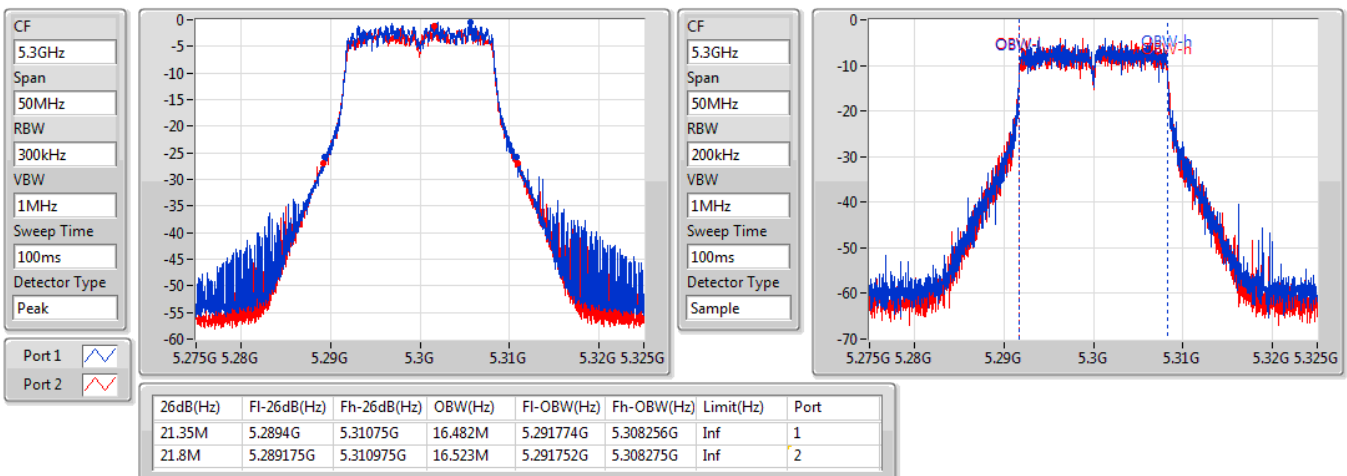 CF
5.3GHz
Span
50MHz
RBW
300kHz
VBW
1MHz
Sweep Time
100ms
Detector Type
Peak
0
-5
-10
-15
-20
-25
-30
-35
-40
-45
-50
-55
-60
5.275G 5.28G 5.29G 5.3G 5.31G 5.32G 5.325G
CF
5.3GHz
Span
50MHz
RBW
200kHz
VBW
1MHz
Sweep Time
100ms
Detector Type
Sample
0
-10
-20
-30
-40
-50
-60
-70
OBW-h
OBW-h
5.275G 5.28G 5.29G 5.3G 5.31G 5.32G 5.325G
Port 1
Port 2
26dB(Hz) Fl-26dB(Hz) Fh-26dB(Hz) OBW(Hz) Fl-OBW(Hz) Fh-OBW(Hz) Limit(Hz) Port
21.35M 5.2894G 5.31075G 16.482M 5.291774G 5.308256G Inf 1
21.8M 5.289175G 5.310975G 16.523M 5.291752G 5.308275G Inf 2